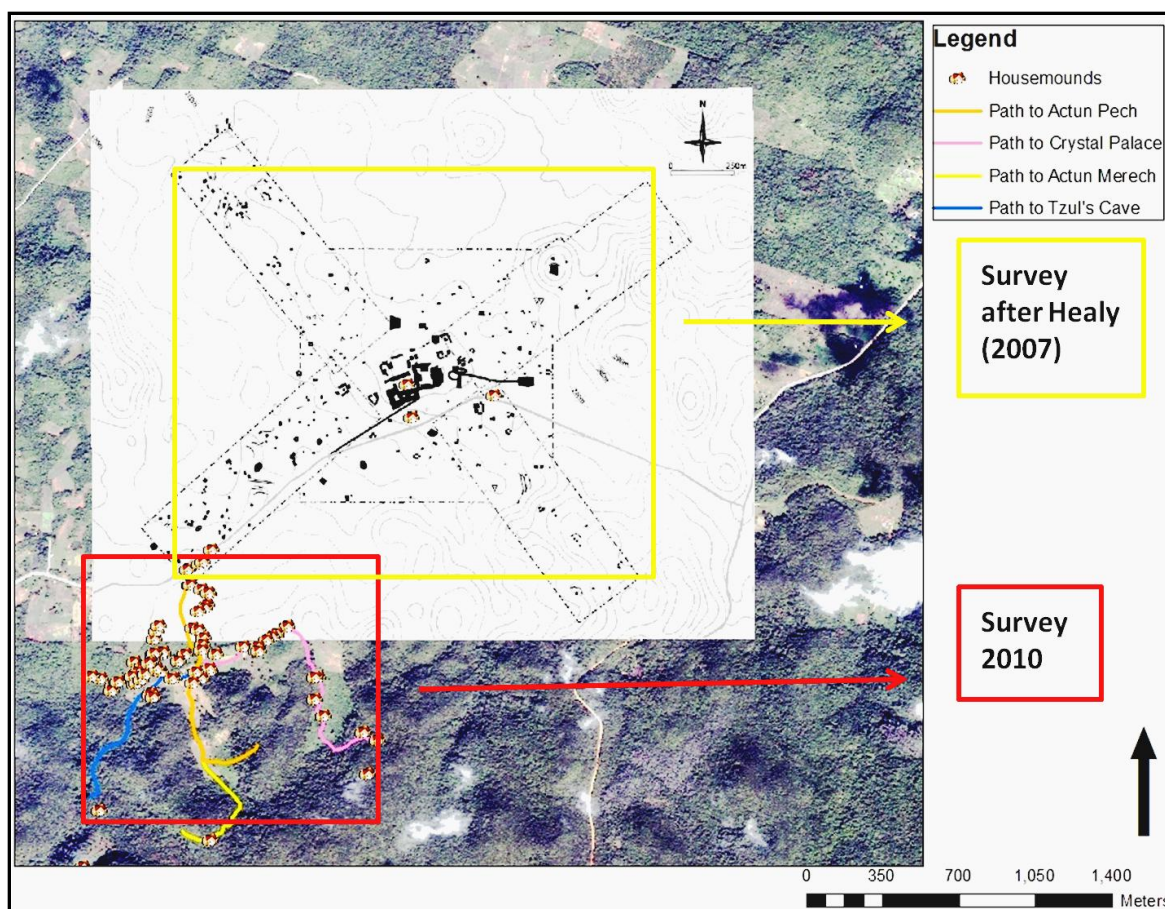 Legend
Housemounds
Path to Actun Pech
Path to Crystal Palace
Path to Actun Merech
Path to Tzul's Cave
N
0 250m
Survey
after Healy
(2007)
Survey
2010
0 350 700 1,050 1,400
Meters